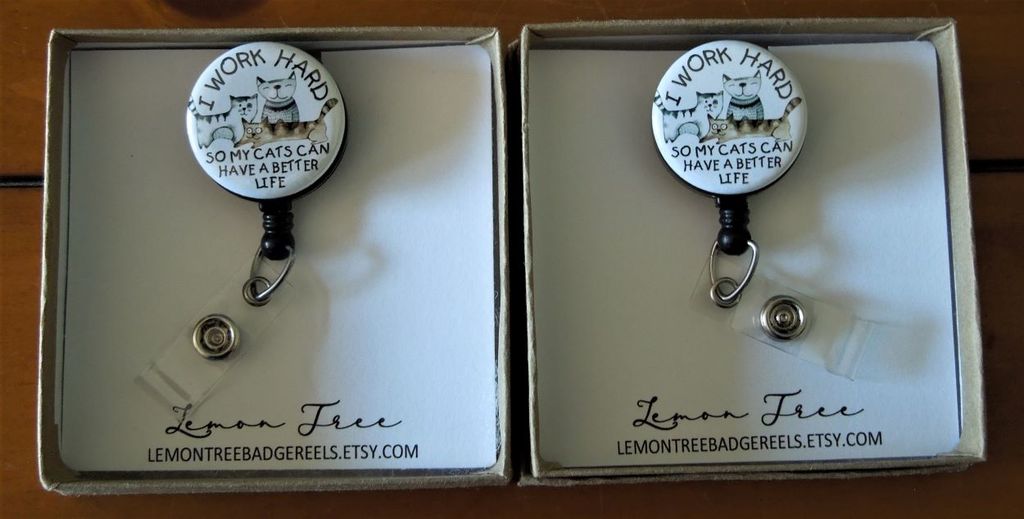 I WORK HARD
SO MY CATS CAN
HAVE A BETTER
LIFE
Lemon Tree
LEMONTREEBADGEREELS.ETSY.COM
I WORK HARD
SO MY CATS CAN
HAVE A BETTER
LIFE
Lemon Tree
LEMONTREEBADGEREELS.ETSY.COM